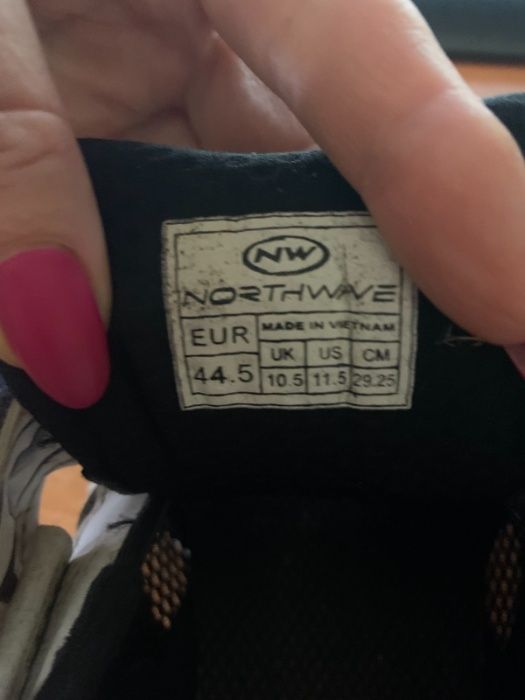 NW
NORTHWAVE
EUR
MADE IN VIETNAM
UK US CM
44.5
10.5 11.5 29.25